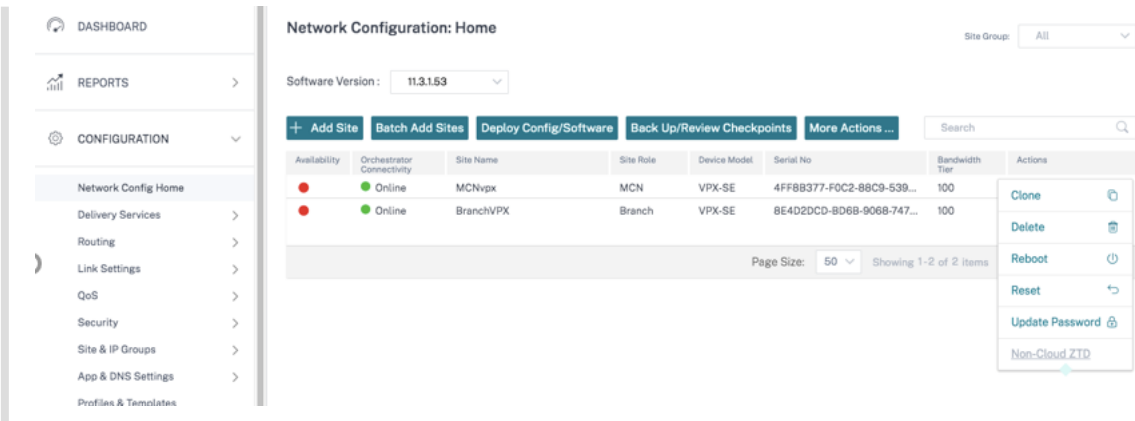 DASHBOARD
REPORTS
CONFIGURATION
Network Config Home
Delivery Services
Routing
Link Settings
QoS
Security
Site & IP Groups
App & DNS Settings
Profiles & Templates
Network Configuration: Home
Site Group: All
Software Version : 11.3.1.53
+ Add Site Batch Add Sites Deploy Config/Software Back Up/Review Checkpoints More Actions ... Search
Availability Orchestrator Connectivity Site Name Site Role Device Model Serial No Bandwidth Tier Actions
Online MCNvpx MCN VPX-SE 4FF8B377-F0C2-88C9-539... 100
Online BranchVPX Branch VPX-SE 8E4D2DCD-BD6B-9068-747... 100
Page Size: 50 Showing 1-2 of 2 items
Clone
Delete
Reboot
Reset
Update Password
Non-Cloud ZTD